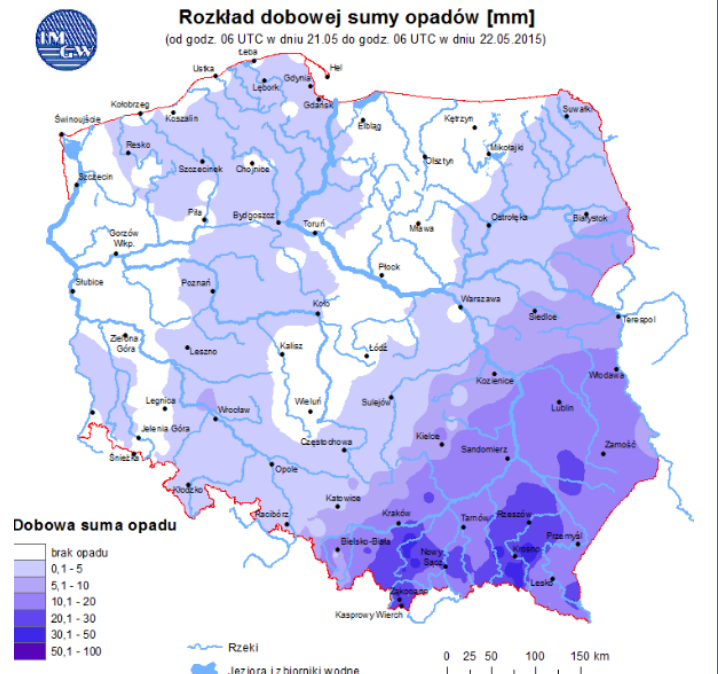 IM
GW
Rozkład dobowej sumy opadów [mm]
(od godz. 06 UTC w dniu 21.05 do godz. 06 UTC w dniu 22.05.2015)
Łeba
Hel
Ustka
Gdynia
Lębork
Gdańsk
Kołobrzeg
Koszalin
Świnoujście
Elbląg
Kętrzyn
Suwałki
Resko
Szczecinek
Chojnice
Olsztyn
Mikołajki
Szczecin
Piła
Bydgoszcz
Toruń
Mława
Ostrołęka
Białystok
Gorzów
Wlkp.
Płock
Słubice
Poznań
Koło
Warszawa
Siedlce
Terespol
Zielona
Góra
Leszno
Kalisz
Łódź
Kozienice
Włodawa
Legnica
Wrocław
Wieluń
Sulejów
Lublin
Jelenia Góra
Częstochowa
Kielce
Sandomierz
Zamość
Śnieżka
Opole
Kłodzko
Katowice
Racibórz
Kraków
Tarnów
Rzeszów
Przemyśl
Bielsko-Biała
Nowy
Sącz
Krosno
Lesko
Zakopane
Kasprowy Wierch
Dobowa suma opadu
brak opadu
0,1 - 5
5,1 - 10
10,1 - 20
20,1 - 30
30,1 - 50
50,1 - 100
Rzeki
Jeziora i zbiorniki wodne
0 25 50 100 150 km